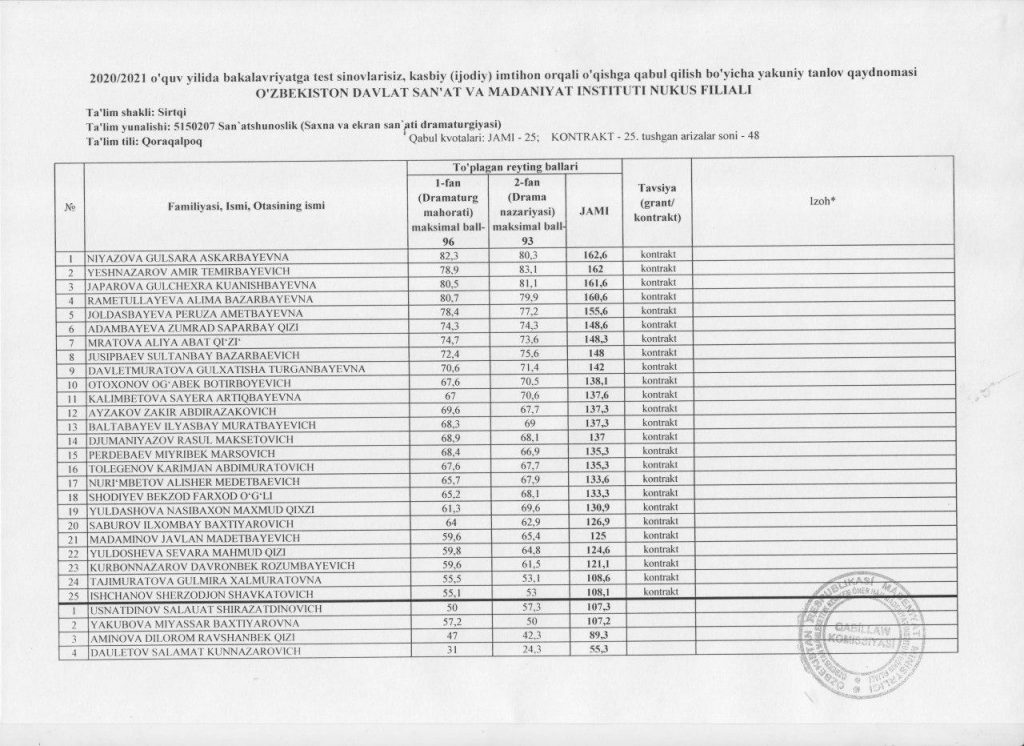 2020/2021 o'quv yilida bakalavriyatga test sinovlarisiz, kasbiy (ijodiy) imtihon orqali o'qishga qabul qilish bo'yicha yakuniy tanlov qaydnomasi
O'ZBEKISTON DAVLAT SAN'AT VA MADANIYAT INSTITUTI NUKUS FILIALI
Ta'lim shakli: Sirtqi
Ta'lim yunalishi: 5150207 San`atshunoslik (Saxna va ekran san`ati dramaturgiyasi)
Ta'lim tili: Qoraqalpoq
Qabul kvotalari: JAMI - 25; KONTRAKT - 25. tushgan arizalar soni - 48
№ Familiyasi, Ismi, Otasining ismi
To'plagan reyting ballari
1-fan (Dramaturg mahorati) maksimal ball-96
2-fan (Drama nazariyasi) maksimal ball-93
JAMI
Tavsiya (grant/ kontrakt)
Izoh*
1 NIYAZOVA GULSARA ASKARBAYEVNA 82,3 80,3 162,6 kontrakt
2 YESHNAZAROV AMIR TEMIRBAYEVICH 78,9 83,1 162 kontrakt
3 JAPAROVA GULCHEXRA KUANISHBAYEVNA 80,5 81,1 161,6 kontrakt
4 RAMETULLAYEVA ALIMA BAZARBAYEVNA 80,7 79,9 160,6 kontrakt
5 JOLDASBAYEVA PERUZA AMETBAYEVNA 78,4 77,2 155,6 kontrakt
6 ADAMBAYEVA ZUMRAD SAPARBAY QIZI 74,3 74,3 148,6 kontrakt
7 MRATOVA ALIYA ABAT QI‘ZI‘ 74,7 73,6 148,3 kontrakt
8 JUSIPBAEV SULTANBAY BAZARBAEVICH 72,4 75,6 148 kontrakt
9 DAVLETMURATOVA GULXATISHA TURGANBAYEVNA 70,6 71,4 142 kontrakt
10 OTOXONOV OG‘ABEK BOTIRBOYEVICH 67,6 70,5 138,1 kontrakt
11 KALIMBETOVA SAYERA ARTIQBAYEVNA 67 70,6 137,6 kontrakt
12 AYZAKOV ZAKIR ABDIRAZAKOVICH 69,6 67,7 137,3 kontrakt
13 BALTABAYEV ILYASBAY MURATBAYEVICH 68,3 69 137,3 kontrakt
14 DJUMANIYAZOV RASUL MAKSETOVICH 68,9 68,1 137 kontrakt
15 PERDEBAEV MIYRIBEK MARSOVICH 68,4 66,9 135,3 kontrakt
16 TOLEGENOV KARIMJAN ABDIMURATOVICH 67,6 67,7 135,3 kontrakt
17 NURI‘MBETOV ALISHER MEDETBAEVICH 65,7 67,9 133,6 kontrakt
18 SHODIYEV BEKZOD FARXOD O‘G‘LI 65,2 68,1 133,3 kontrakt
19 YULDASHOVA NASIBAXON MAXMUD QIXZI 61,3 69,6 130,9 kontrakt
20 SABUROV ILXOMBAY BAXTIYAROVICH 64 62,9 126,9 kontrakt
21 MADAMINOV JAVLAN MADETBAYEVICH 59,6 65,4 125 kontrakt
22 YULDOSHEVA SEVARA MAHMUD QIZI 59,8 64,8 124,6 kontrakt
23 KURBONNAZAROV DAVRONBEK ROZUMBAYEVICH 59,6 61,5 121,1 kontrakt
24 TAJIMURATOVA GULMIRA XALMURATOVNA 55,5 53,1 108,6 kontrakt
25 ISHCHANOV SHERZODJON SHAVKATOVICH 55,1 53 108,1 kontrakt
1 USNATDINOV SALAUAT SHIRAZATDINOVICH 50 57,3 107,3
2 YAKUBOVA MIYASSAR BAXTIYAROVNA 57,2 50 107,2
3 AMINOVA DILOROM RAVSHANBEK QIZI 47 42,3 89,3
4 DAULETOV SALAMAT KUNNAZAROVICH 31 24,3 55,3
QABILLAW
KOMISSIYASI